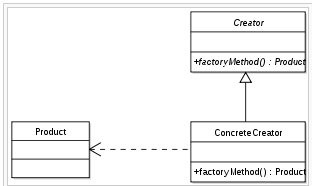 Creator
+factoryMethod() : Product
Product
ConcreteCreator
+factoryMethod() : Product